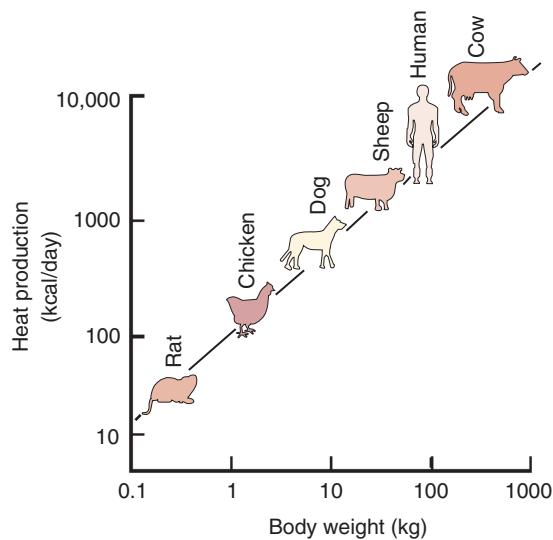 Cow
Human
Sheep
Dog
Chicken
Rat
Heat production
(kcal/day)
10,000
1000
100
10
0.1 1 10 100 1000
Body weight (kg)